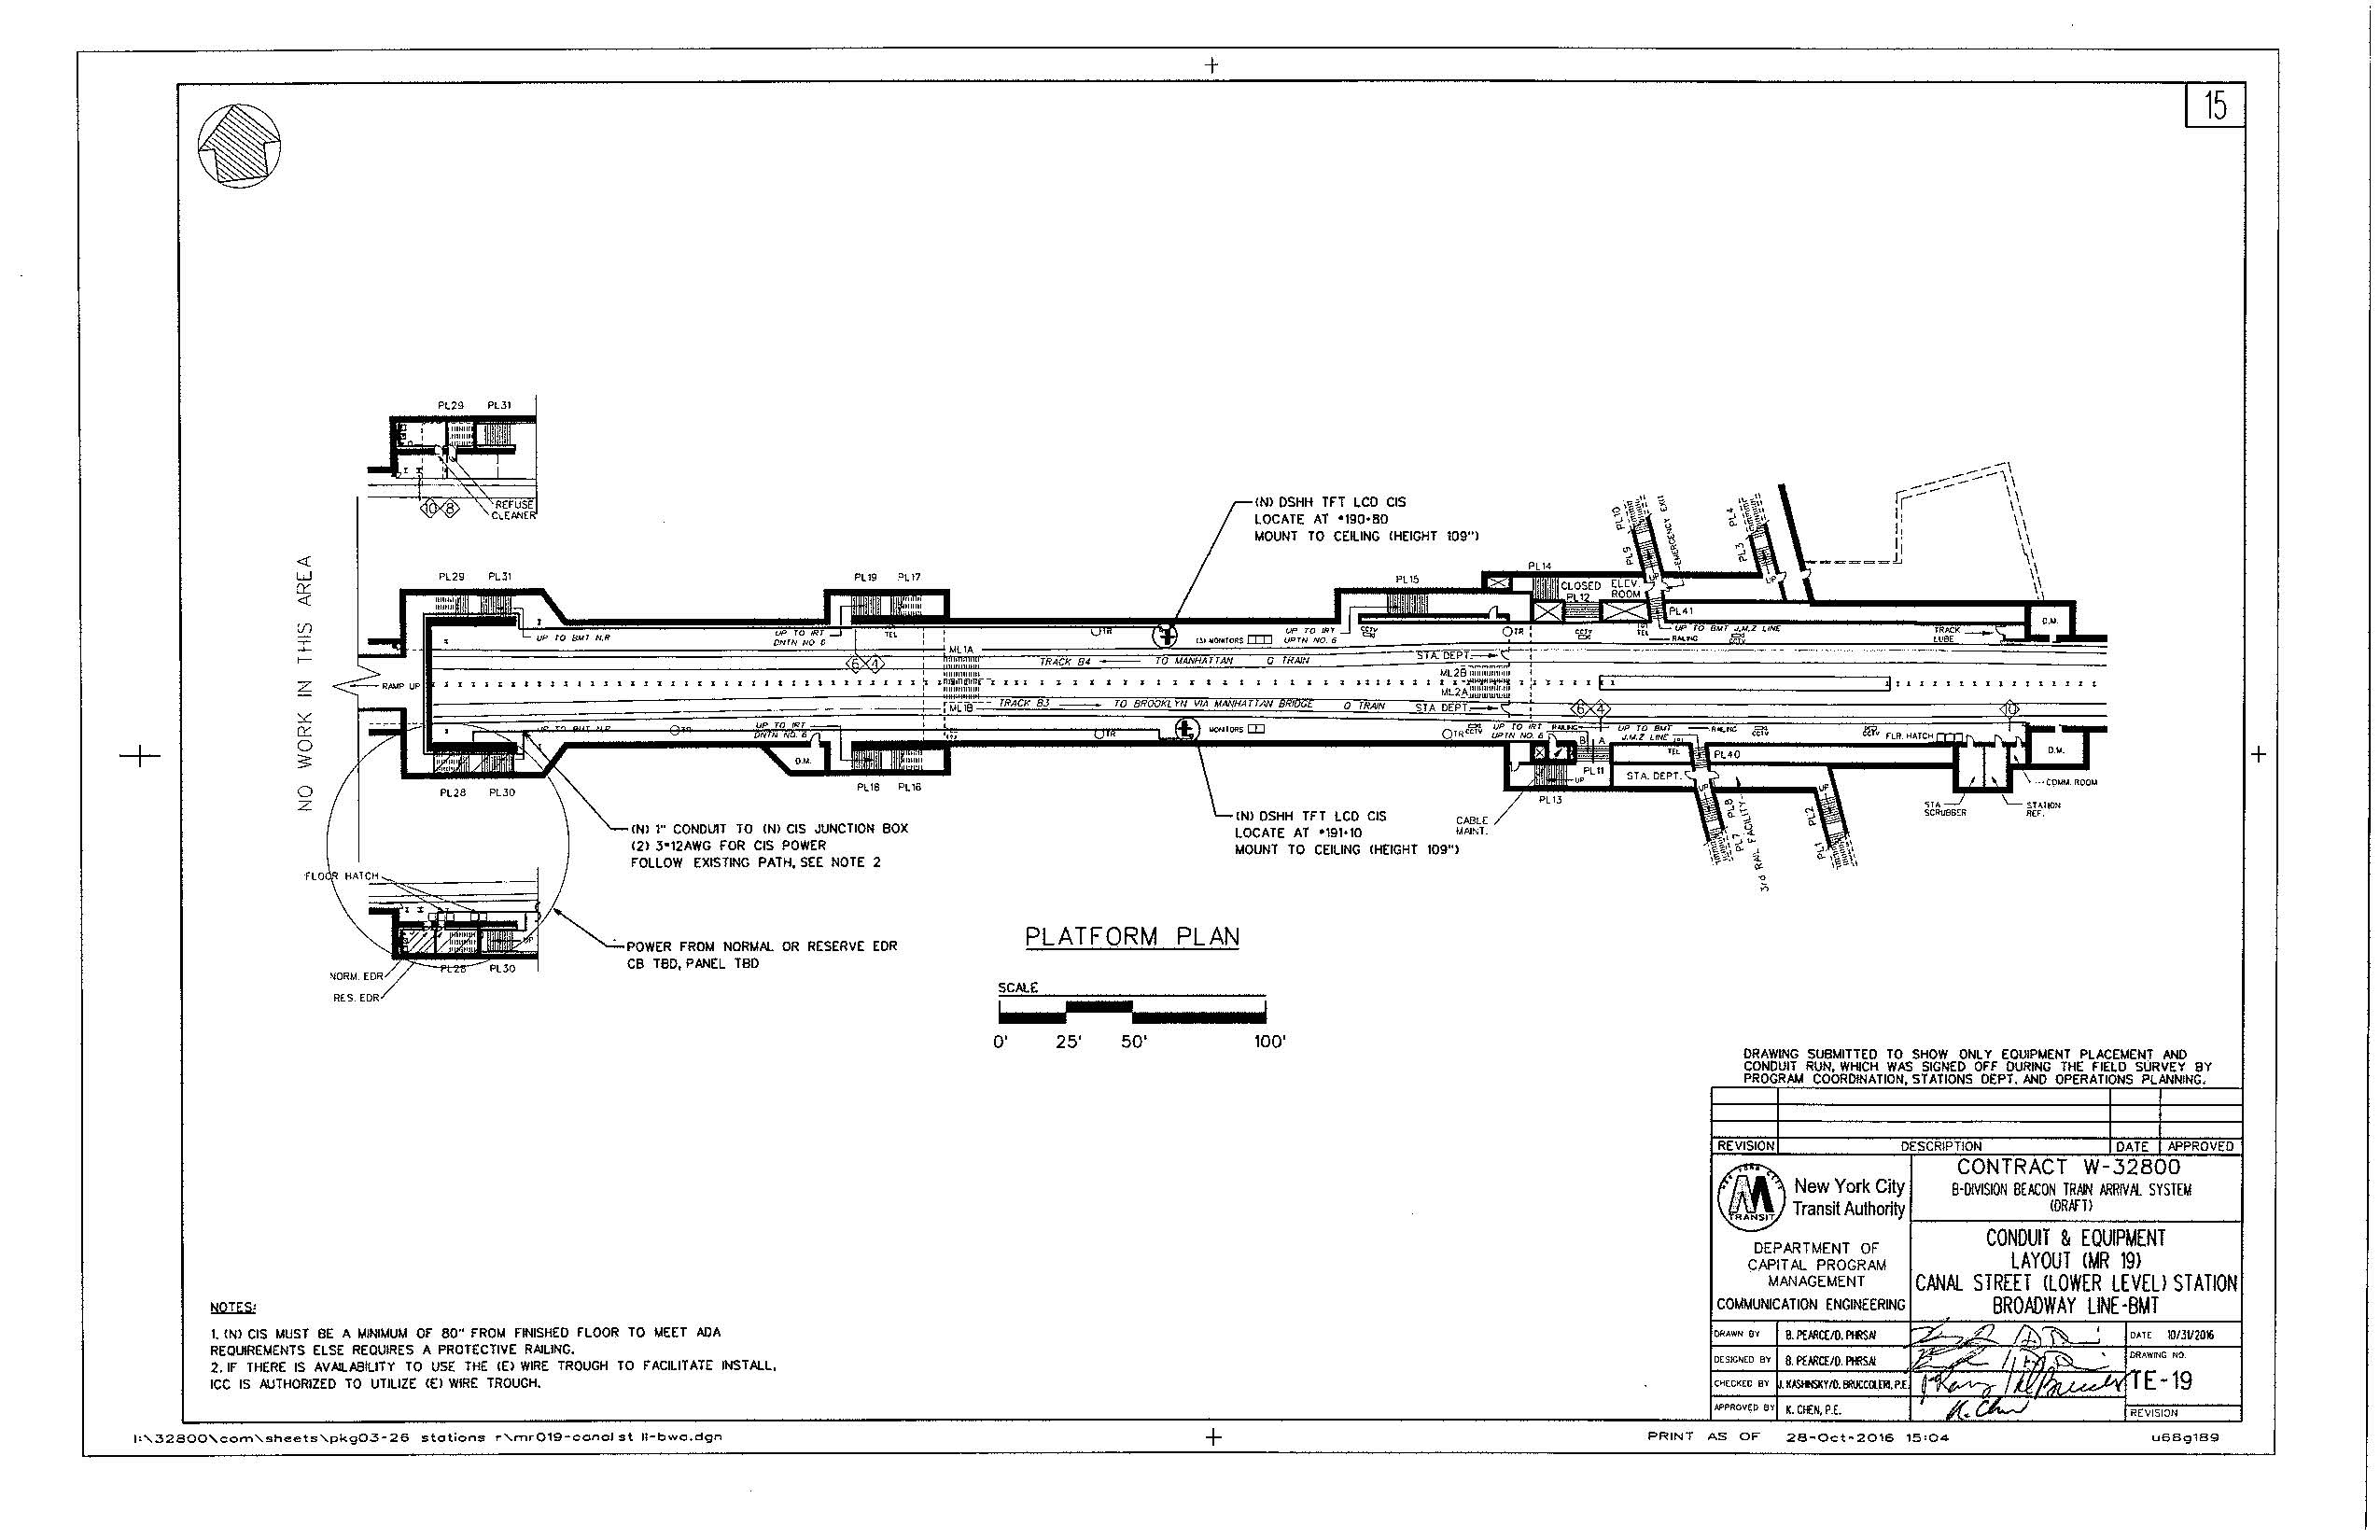 15
PL29 PL31
REFUSE
CLEANER
10 8
NO WORK IN THIS AREA
(N) DSHH TFT LCD CIS
LOCATE AT *190+80
MOUNT TO CEILING (HEIGHT 109")
PL10
PL9
EMERGENCY EXIT
PL4
PL3
PL29 PL31
PL19 PL17
PL15
PL14
CLOSED
PL12
ELEV.
ROOM
UP
UP
PL41
D.M.
UP TO BMT N,R
UP TO IRT
DNTN NO 6
TEL
TR
(3) MONITORS
UP TO IRT
UPTN NO. 6
CCTV
TR
CCTV
TEL
UP TO BMT J,M,Z LINE
RAILING
CCTV
TRACK
LUBE
6 4
ML1A
TRACK B4
TO MANHATTAN
Q TRAIN
STA. DEPT.
ML2B
RAMP UP
ML2A
ML1B
TRACK B3
TO BROOKLYN VIA MANHATTAN BRIDGE
Q TRAIN
STA DEPT.
6 4
10
UP TO BMT N,R
TR
UP TO IRT
DNTN NO. 6
TR
MONITORS
TR
CCTV
UP TO IRT
UPTN NO. 6
RAILING
B A
UP TO BMT
J,M,Z LINE
RAILING
TEL
CCTV
CCTV
FLR. HATCH
D.M.
D.M.
PL40
PL11
STA. DEPT.
UP
COMM. ROOM
PL28 PL30
PL18 PL16
PL13
UP
UP
STA
SCRUBBER
STATION
REF.
CABLE
MAINT.
PL8
PL7
3rd RAIL FACILITY
PL2
PL1
(N) 1" CONDUIT TO (N) CIS JUNCTION BOX
(2) 3*12AWG FOR CIS POWER
FOLLOW EXISTING PATH, SEE NOTE 2
(N) DSHH TFT LCD CIS
LOCATE AT *191+10
MOUNT TO CEILING (HEIGHT 109")
FLOOR HATCH
UP
POWER FROM NORMAL OR RESERVE EDR
CB TBD, PANEL TBD
PL28 PL30
NORM. EDR
RES. EDR
PLATFORM PLAN
SCALE
0' 25' 50' 100'
DRAWING SUBMITTED TO SHOW ONLY EQUIPMENT PLACEMENT AND
CONDUIT RUN, WHICH WAS SIGNED OFF DURING THE FIELD SURVEY BY
PROGRAM COORDINATION, STATIONS DEPT. AND OPERATIONS PLANNING.
REVISION DESCRIPTION DATE APPROVED
TRANSIT
New York City
Transit Authority
DEPARTMENT OF
CAPITAL PROGRAM
MANAGEMENT
COMMUNICATION ENGINEERING
CONTRACT W-32800
B-DIVISION BEACON TRAIN ARRIVAL SYSTEM
(DRAFT)
CONDUIT & EQUIPMENT
LAYOUT (MR 19)
CANAL STREET (LOWER LEVEL) STATION
BROADWAY LINE-BMT
DRAWN BY B. PEARCE/D. PHRSAI
DATE 10/31/2016
DESIGNED BY B. PEARCE/D. PHRSAI
DRAWING NO.
CHECKED BY J. KASHINSKY/D. BRUCCOLERI, P.E.
TE-19
APPROVED BY K. CHEN, P.E.
K. Chen
REVISION
NOTES:
1. (N) CIS MUST BE A MINIMUM OF 80" FROM FINISHED FLOOR TO MEET ADA
REQUIREMENTS ELSE REQUIRES A PROTECTIVE RAILING.
2. IF THERE IS AVAILABILITY TO USE THE (E) WIRE TROUGH TO FACILITATE INSTALL,
ICC IS AUTHORIZED TO UTILIZE (E) WIRE TROUGH.
I:\32800\com\sheets\pkg03-26 stations r\mr019-canal st ll-bwa.dgn
PRINT AS OF 28-Oct-2016 15:04
u68g189